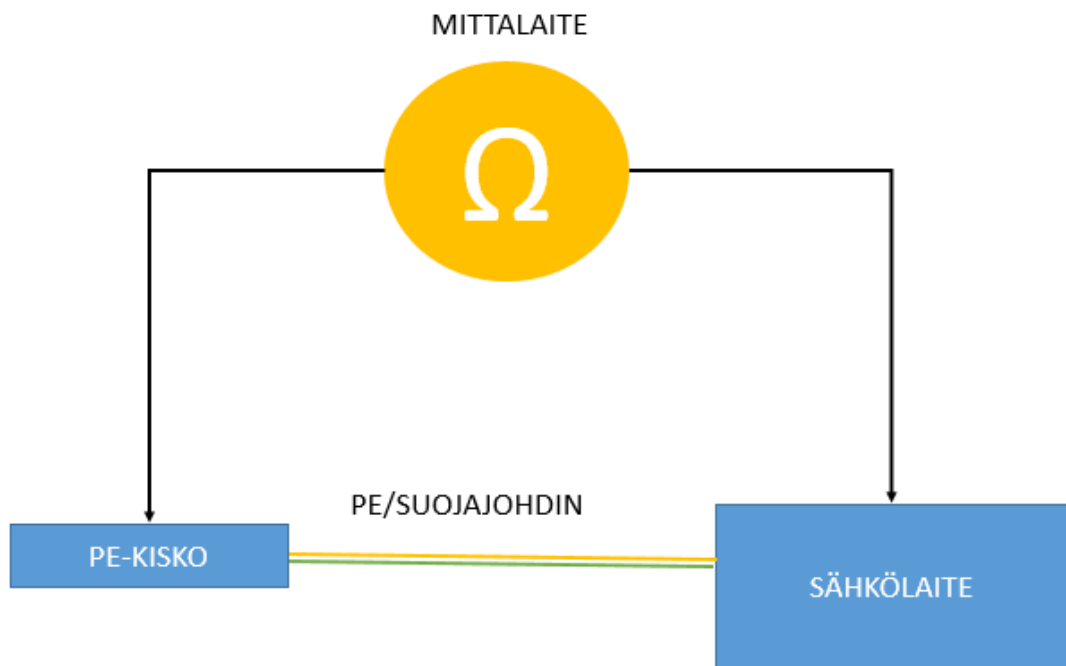 MITTALAITE
Ω
PE/SUOJAJOHDIN
PE-KISKO
SÄHKÖLAITE